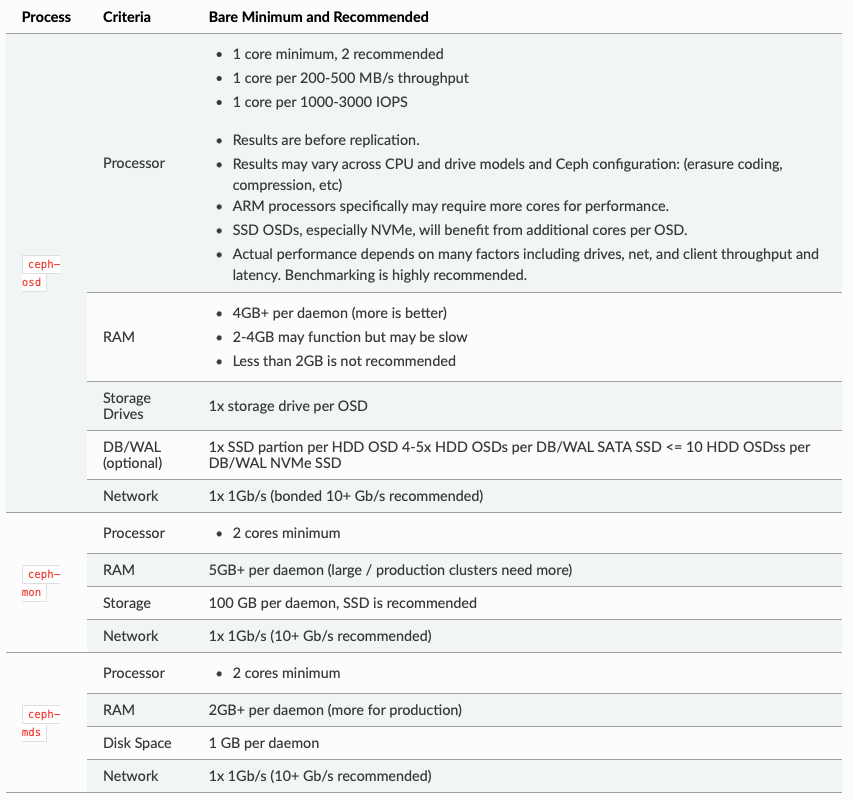 Process Criteria Bare Minimum and Recommended
ceph-
osd
Processor
• 1 core minimum, 2 recommended
• 1 core per 200-500 MB/s throughput
• 1 core per 1000-3000 IOPS
• Results are before replication.
• Results may vary across CPU and drive models and Ceph configuration: (erasure coding,
compression, etc)
• ARM processors specifically may require more cores for performance.
• SSD OSDs, especially NVMe, will benefit from additional cores per OSD.
• Actual performance depends on many factors including drives, net, and client throughput and
latency. Benchmarking is highly recommended.
RAM
• 4GB+ per daemon (more is better)
• 2-4GB may function but may be slow
• Less than 2GB is not recommended
Storage
Drives
1x storage drive per OSD
DB/WAL
(optional)
1x SSD partion per HDD OSD 4-5x HDD OSDs per DB/WAL SATA SSD <= 10 HDD OSDss per
DB/WAL NVMe SSD
Network 1x 1Gb/s (bonded 10+ Gb/s recommended)
ceph-
mon
Processor • 2 cores minimum
RAM 5GB+ per daemon (large / production clusters need more)
Storage 100 GB per daemon, SSD is recommended
Network 1x 1Gb/s (10+ Gb/s recommended)
ceph-
mds
Processor • 2 cores minimum
RAM 2GB+ per daemon (more for production)
Disk Space 1 GB per daemon
Network 1x 1Gb/s (10+ Gb/s recommended)